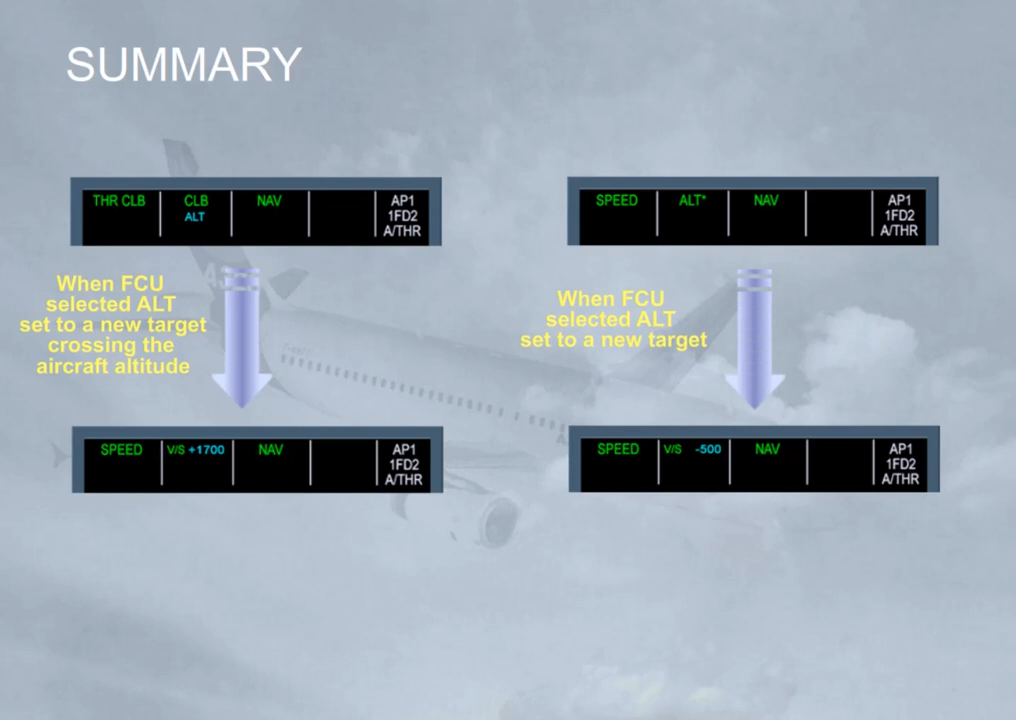 SUMMARY
THR CLB CLB NAV AP1
ALT 1FD2
A/THR
When FCU
selected ALT
set to a new target
crossing the
aircraft altitude
SPEED V/S +1700 NAV AP1
1FD2
A/THR
SPEED ALT* NAV AP1
1FD2
A/THR
When FCU
selected ALT
set to a new target
SPEED V/S -500 NAV AP1
1FD2
A/THR